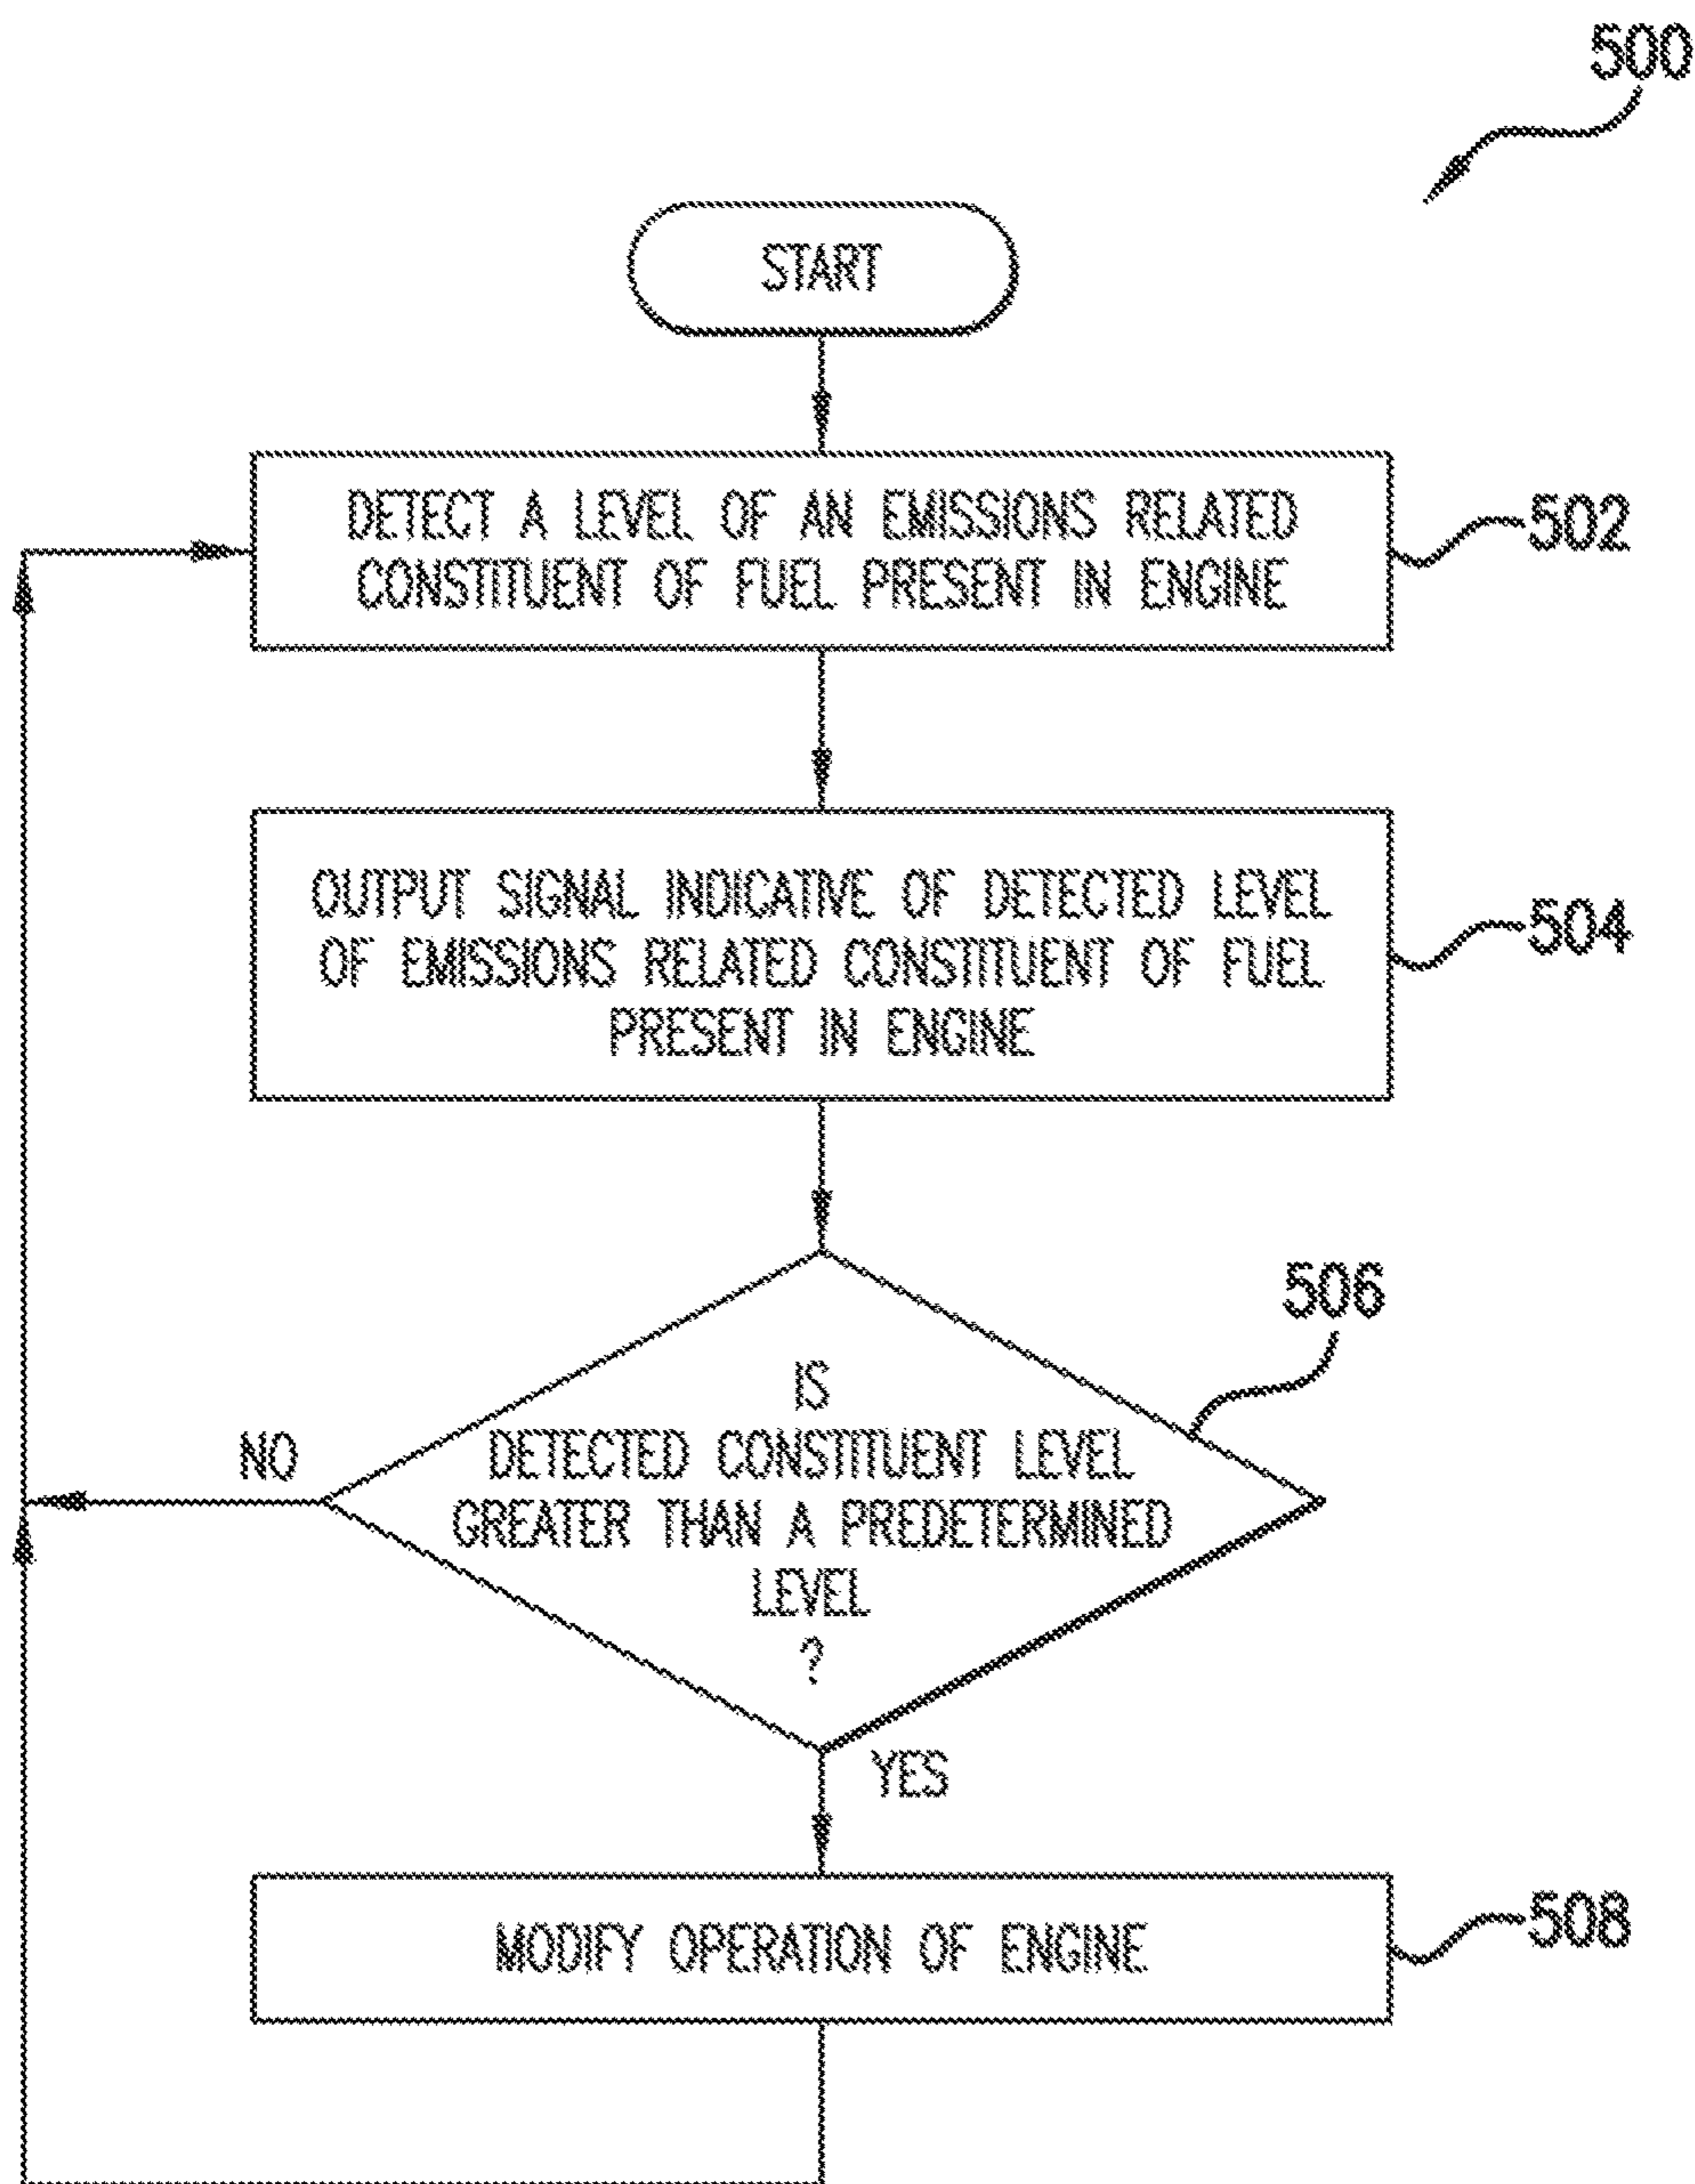 500
START
DETECT A LEVEL OF AN EMISSIONS RELATED
CONSTITUENT OF FUEL PRESENT IN ENGINE
502
OUTPUT SIGNAL INDICATIVE OF DETECTED LEVEL
OF EMISSIONS RELATED CONSTITUENT OF FUEL
PRESENT IN ENGINE
504
506
IS
DETECTED CONSTITUENT LEVEL
GREATER THAN A PREDETERMINED
LEVEL
?
NO
YES
MODIFY OPERATION OF ENGINE
508